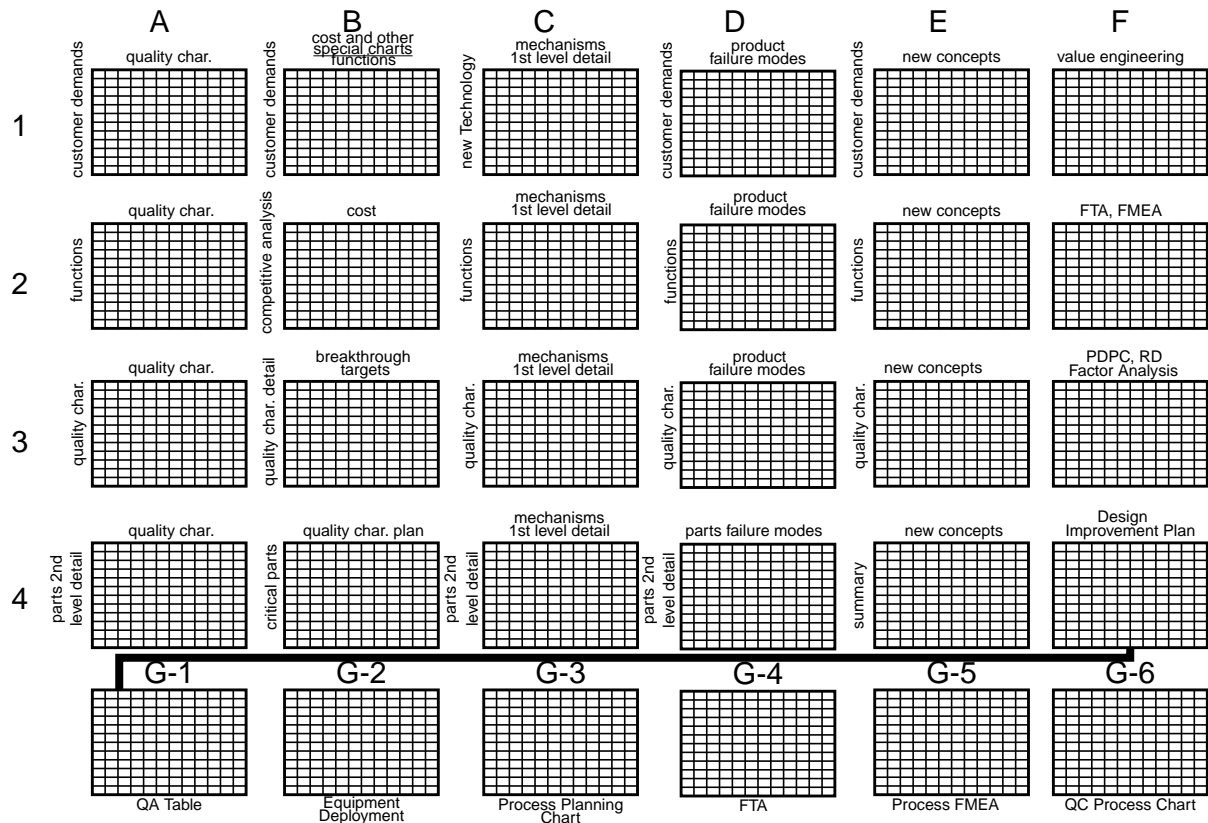 A B C D E F
cost and other
special charts
functions
quality char.
mechanisms
1st level detail
product
failure modes
new concepts
value engineering
1
customer demands
customer demands
new Technology
customer demands
customer demands
quality char.
cost
mechanisms
1st level detail
product
failure modes
new concepts
FTA, FMEA
2
functions
competitive analysis
functions
functions
functions
quality char.
breakthrough
targets
mechanisms
1st level detail
product
failure modes
new concepts
PDPC, RD
Factor Analysis
3
quality char.
quality char. detail
quality char.
quality char.
quality char.
quality char.
quality char. plan
mechanisms
1st level detail
parts failure modes
new concepts
Design
Improvement Plan
4
parts 2nd
level detail
critical parts
parts 2nd
level detail
parts 2nd
level detail
summary
G-1 G-2 G-3 G-4 G-5 G-6
QA Table
Equipment
Deployment
Process Planning
Chart
FTA
Process FMEA
QC Process Chart